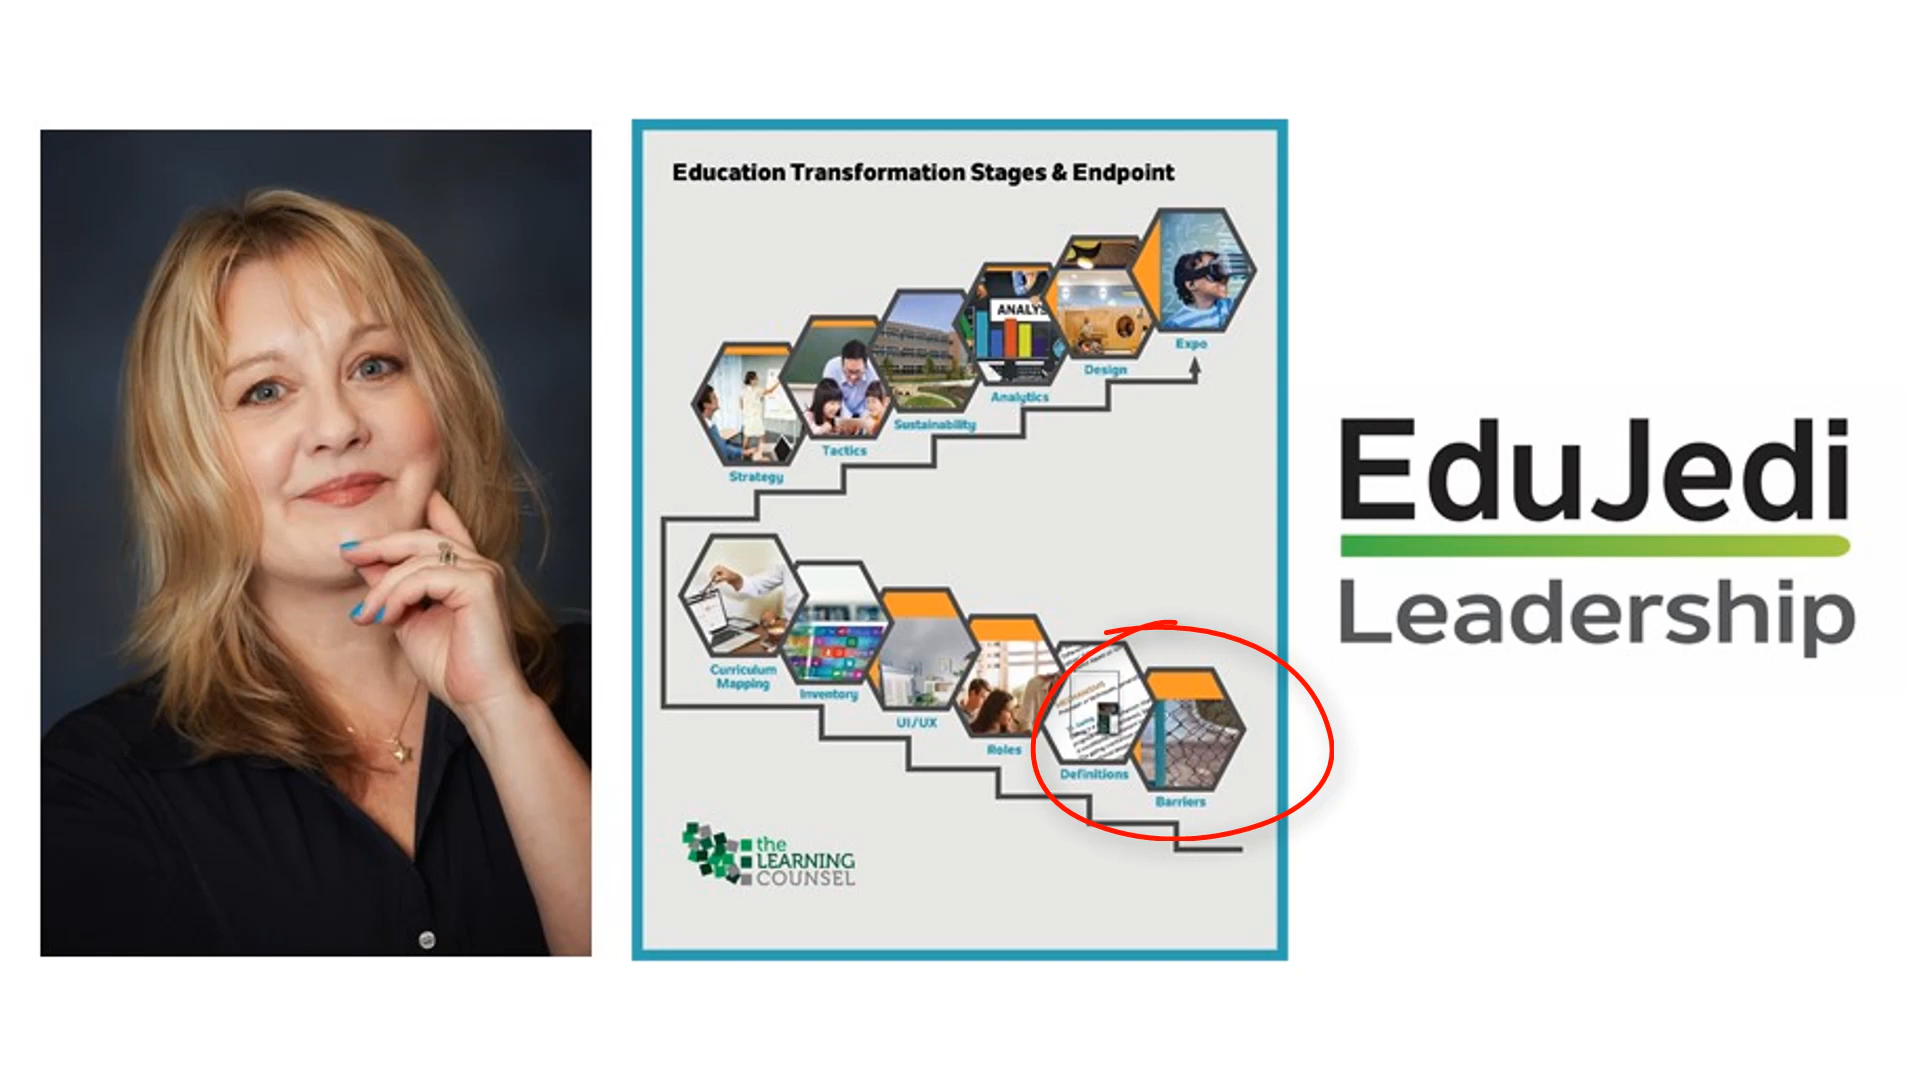 Education Transformation Stages & Endpoint
Expo
Design
ANALYS
Analytics
Sustainability
Tactics
Strategy
Curriculum
Mapping
Inventory
UI/UX
Roles
Definitions
Barriers
the
LEARNING
COUNSEL
EduJedi
Leadership